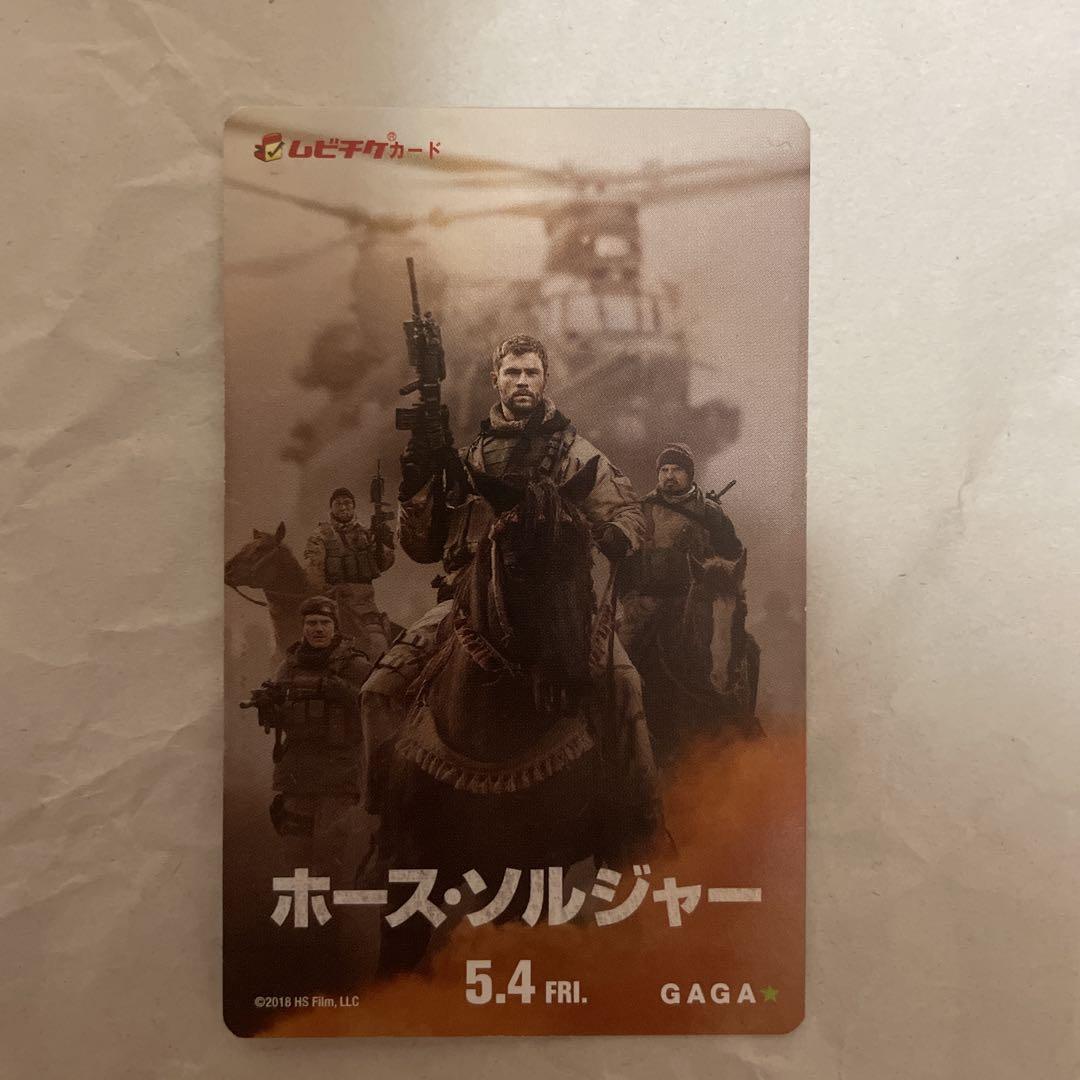 ムビチケ®カード
ホース・ソルジャー
5.4 FRI.
©2018 HS Film, LLC
GAGA★